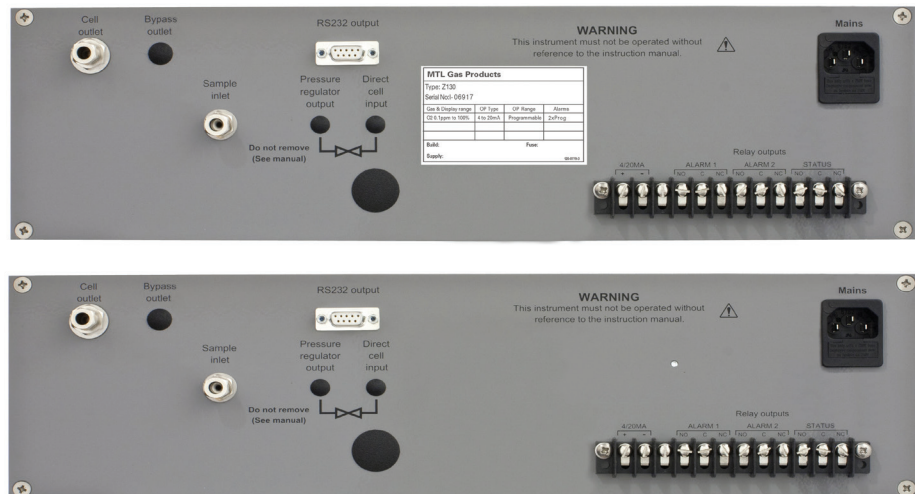 Cell
outlet
Bypass
outlet
RS232 output
WARNING
This instrument must not be operated without
reference to the instruction manual.
Mains
Sample
inlet
Pressure
regulator
output
Direct
cell
input
Do not remove
(See manual)
MTL Gas Products
Type: Z130
Serial No:I- 06917
Gas & Display range OP Type OP Range Alarms
O2 0.1ppm to 100% 4 to 20mA Programmable 2xProg
Build: Fuse:
Supply:
Relay outputs
4/20MA ALARM 1 ALARM 2 STATUS
+ - NO C NC NO C NC NO C NC
Cell
outlet
Bypass
outlet
RS232 output
WARNING
This instrument must not be operated without
reference to the instruction manual.
Mains
Sample
inlet
Pressure
regulator
output
Direct
cell
input
Do not remove
(See manual)
Relay outputs
4/20MA ALARM 1 ALARM 2 STATUS
+ - NO C NC NO C NC NO C NC